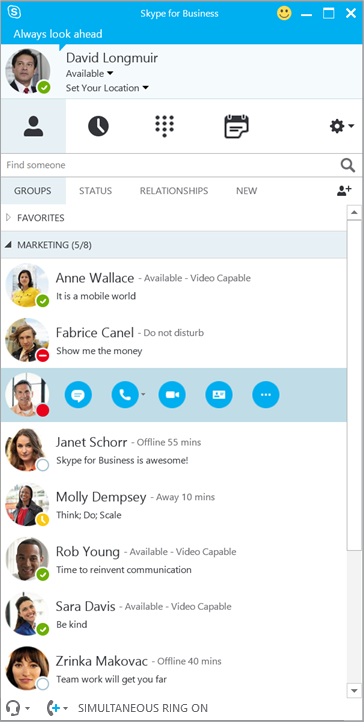 Skype for Business
Always look ahead
David Longmuir
Available
Set Your Location
Find someone
GROUPS STATUS RELATIONSHIPS NEW
FAVORITES
MARKETING (5/8)
Anne Wallace - Available - Video Capable
It is a mobile world
Fabrice Canel - Do not disturb
Show me the money
Janet Schorr - Offline 55 mins
Skype for Business is awesome!
Molly Dempsey - Away 10 mins
Think; Do; Scale
Rob Young - Available - Video Capable
Time to reinvent communication
Sara Davis - Available - Video Capable
Be kind
Zrinka Makovac - Offline 40 mins
Team work will get you far
SIMULTANEOUS RING ON